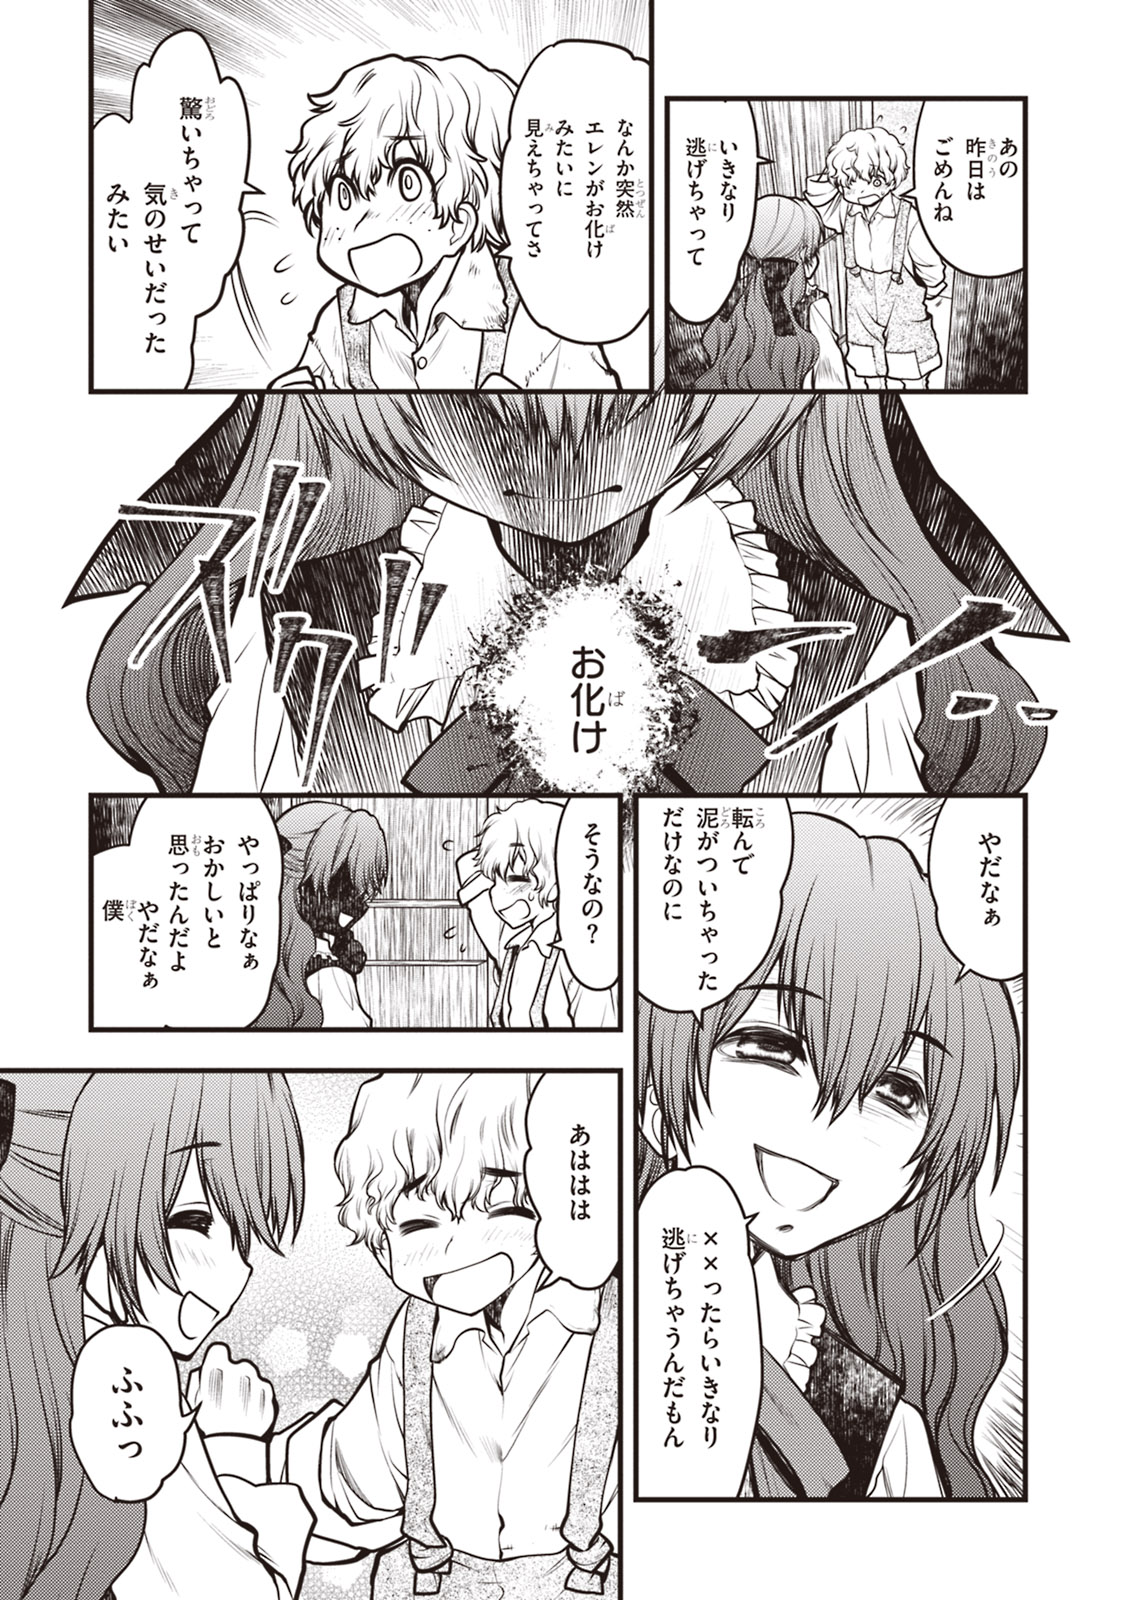 あの
昨日は
ごめんね
いきなり
逃げちゃって
なんか突然
エレンがお化け
みたいに
見えちゃってさ
驚いちゃって
気のせいだった
みたい
お化け
ズグ…ン…
やだなぁ
転んで
泥がついちゃった
だけなのに
××ったらいきなり
逃げちゃうんだもん
そうなの？
やっぱりなぁ
おかしいと
思ったんだよ
やだなぁ
僕
あははは
ふふっ